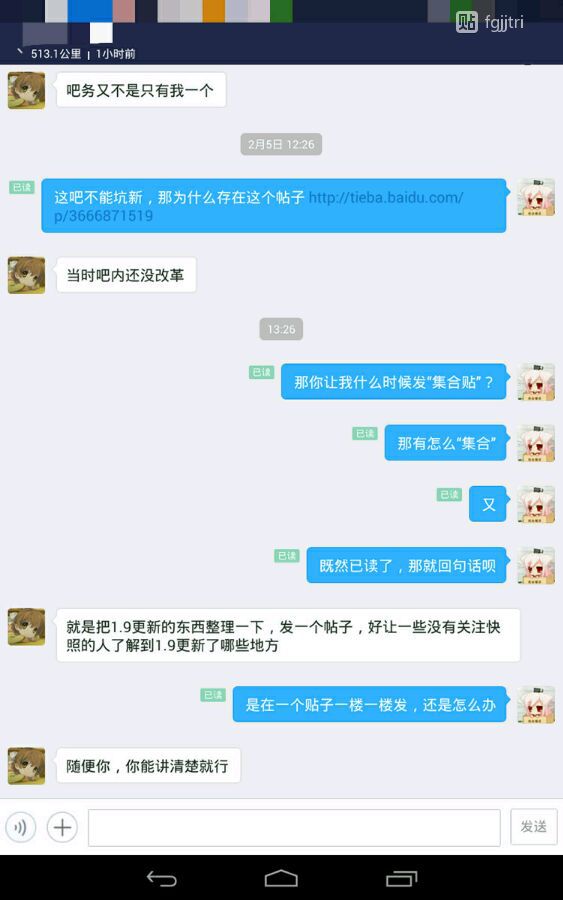 贴 fgjjtri
513.1公里 | 1小时前
吧务又不是只有我一个
2月5日 12:26
已读
这吧不能坑新，那为什么存在这个帖子 http://tieba.baidu.com/
p/3666871519
当时吧内还没改革
13:26
已读
那你让我什么时候发“集合贴”？
已读
那有怎么“集合”
已读
又
已读
既然已读了，那就回句话呗
就是把1.9更新的东西整理一下，发一个帖子，好让一些没有关注快
照的人了解到1.9更新了哪些地方
已读
是在一个贴子一楼一楼发，还是怎么办
随便你，你能讲清楚就行
发送